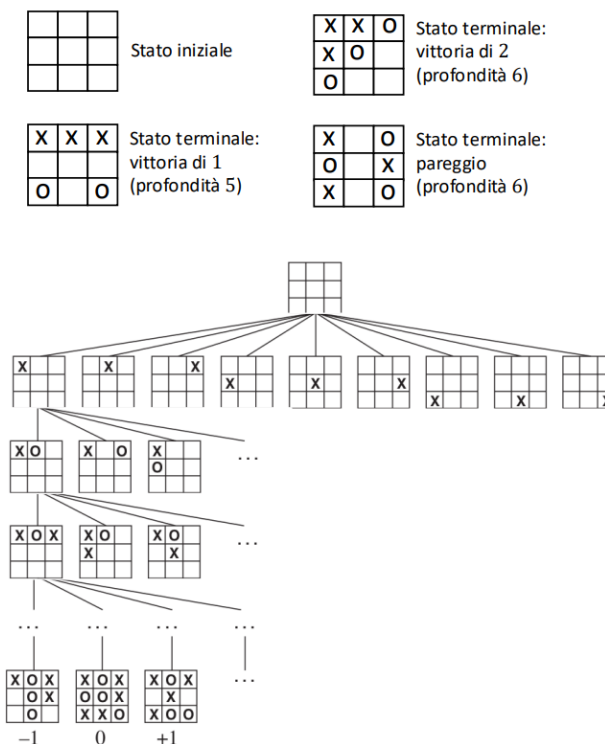 Stato iniziale
X X O
X O
O
Stato terminale:
vittoria di 2
(profondità 6)
X X X
O O
Stato terminale:
vittoria di 1
(profondità 5)
X O
O X
X O
Stato terminale:
pareggio
(profondità 6)
X X X X X X X X X
X O X O X
O
...
X O X X O X O
X X
...
... ... ... ...
X O X X O X X O X
O X O O X X
O X X O X O O
...
−1 0 +1